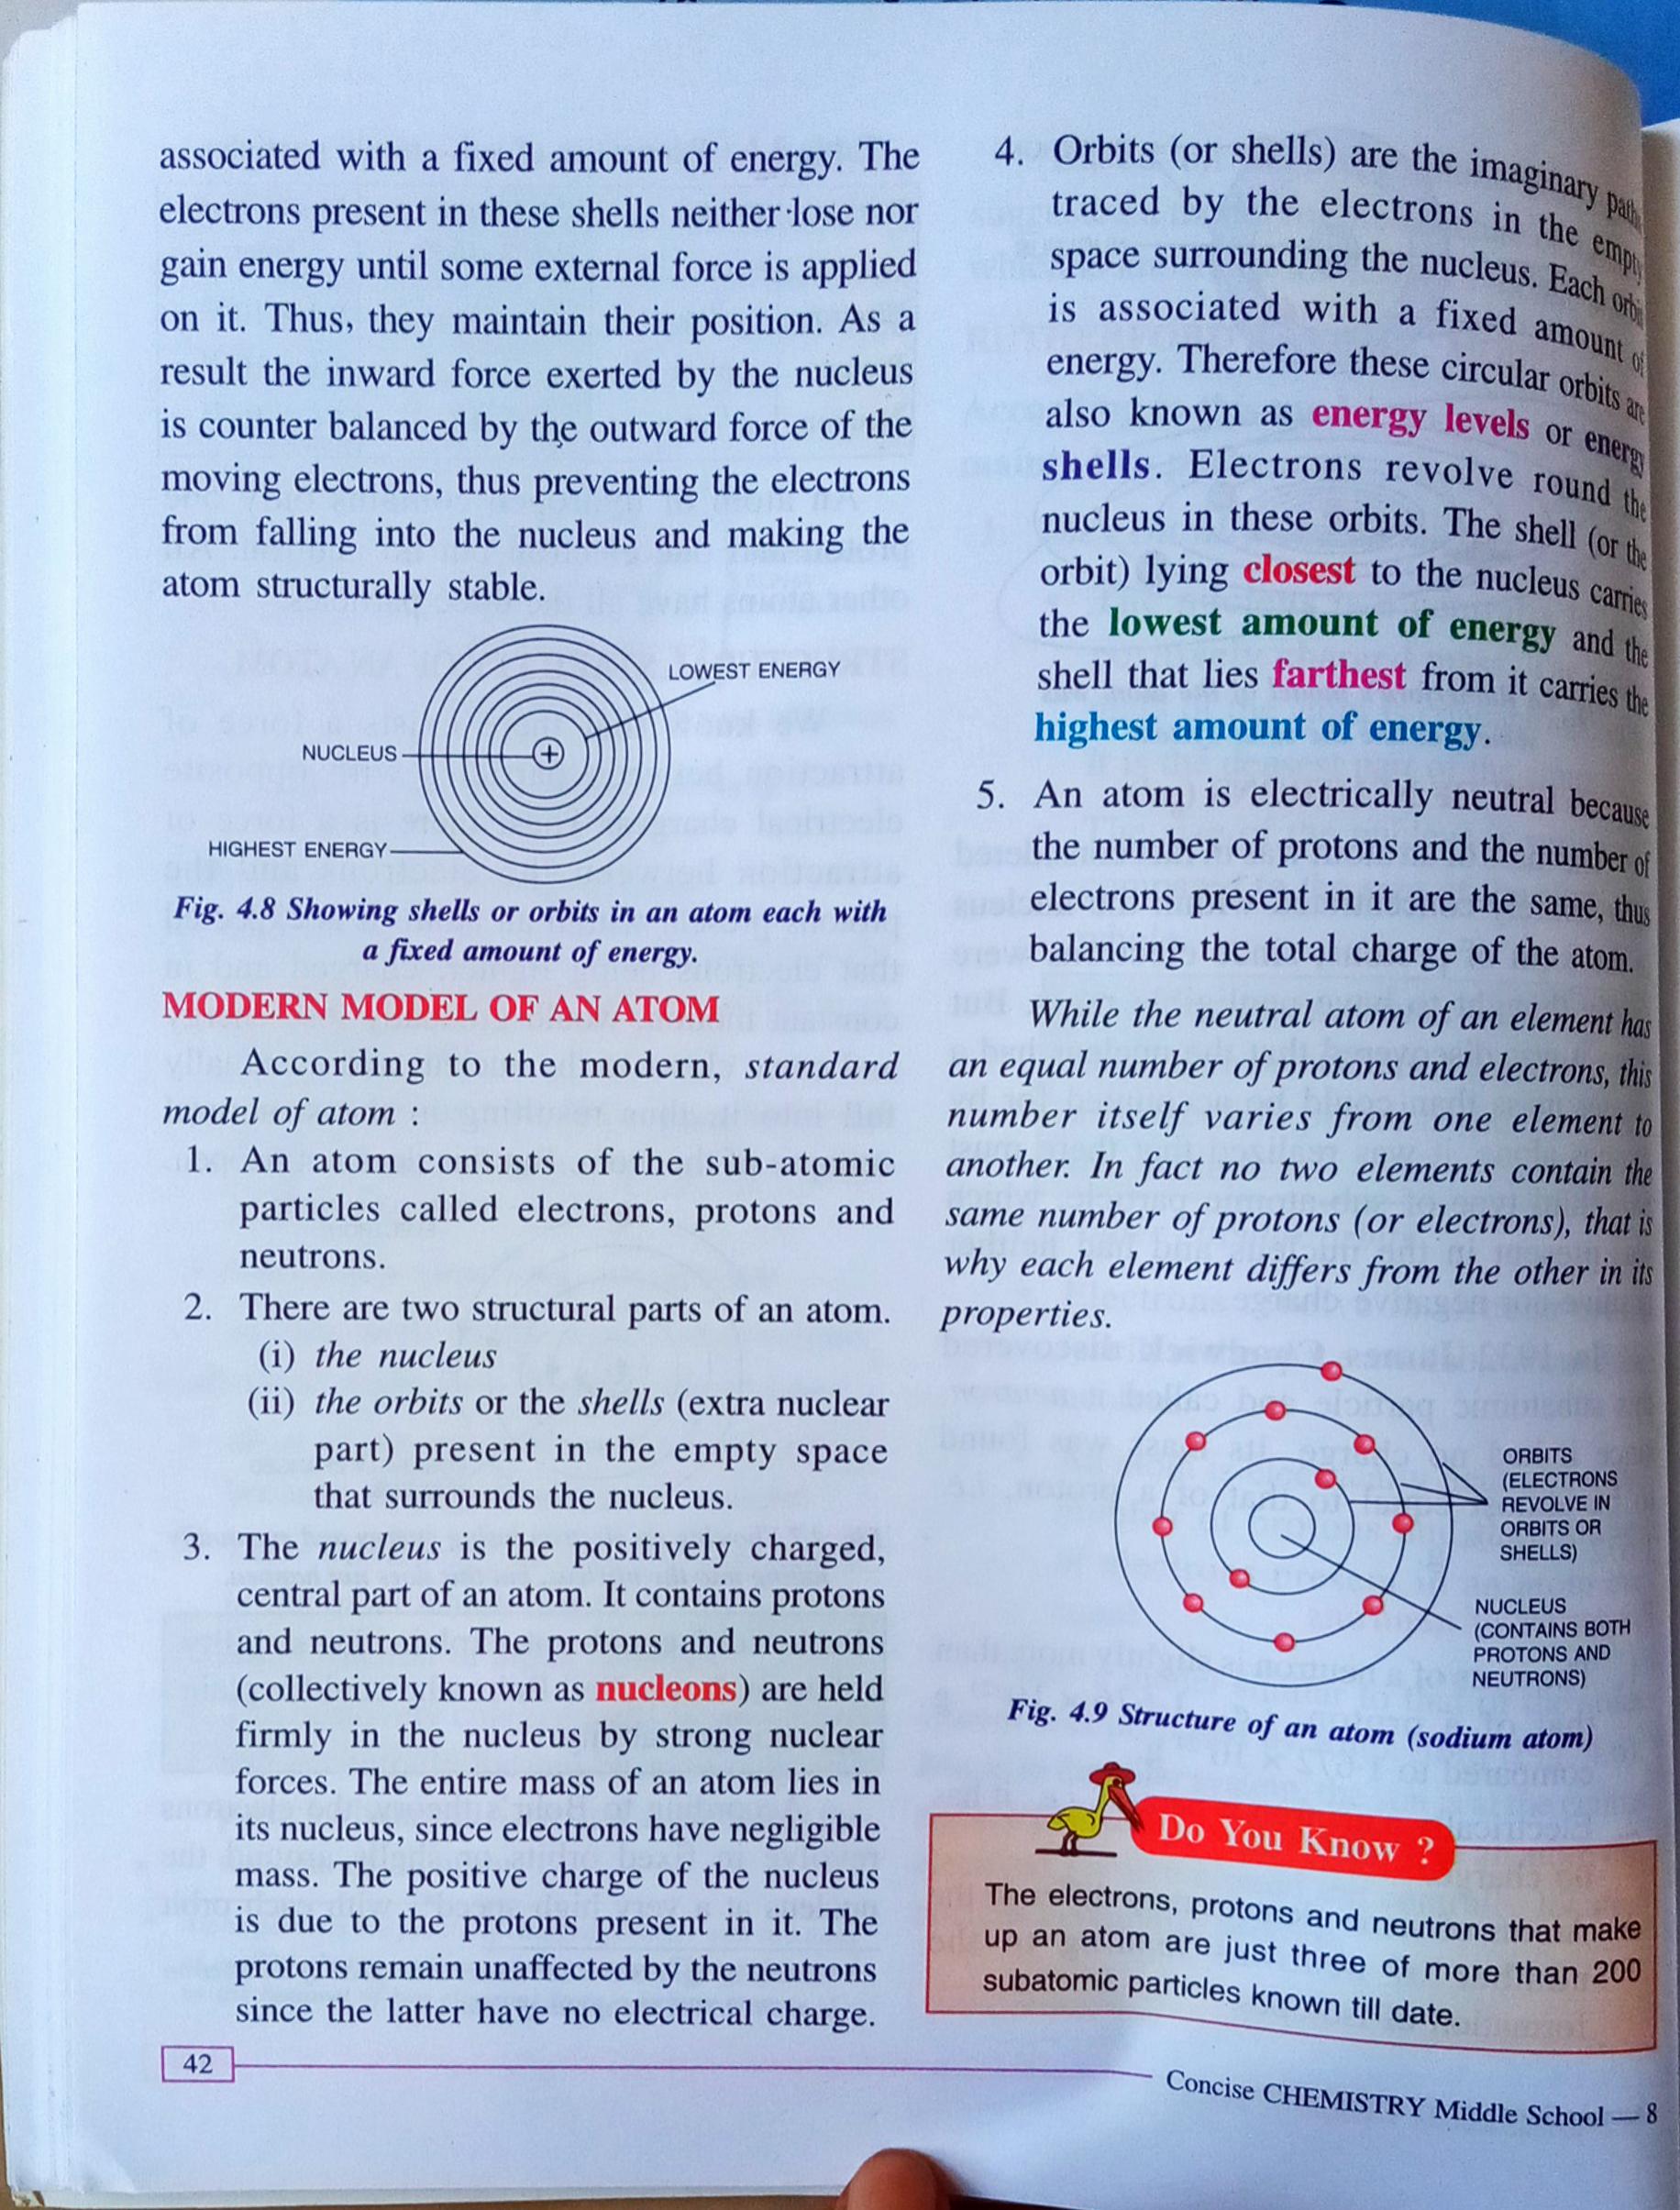 associated with a fixed amount of energy. The
electrons present in these shells neither lose nor
gain energy until some external force is applied
on it. Thus, they maintain their position. As a
result the inward force exerted by the nucleus
is counter balanced by the outward force of the
moving electrons, thus preventing the electrons
from falling into the nucleus and making the
atom structurally stable.
LOWEST ENERGY
NUCLEUS
+
HIGHEST ENERGY
Fig. 4.8 Showing shells or orbits in an atom each with
a fixed amount of energy.
MODERN MODEL OF AN ATOM
According to the modern, standard
model of atom :
1. An atom consists of the sub-atomic
particles called electrons, protons and
neutrons.
2. There are two structural parts of an atom.
(i) the nucleus
(ii) the orbits or the shells (extra nuclear
part) present in the empty space
that surrounds the nucleus.
3. The nucleus is the positively charged,
central part of an atom. It contains protons
and neutrons. The protons and neutrons
(collectively known as nucleons) are held
firmly in the nucleus by strong nuclear
forces. The entire mass of an atom lies in
its nucleus, since electrons have negligible
mass. The positive charge of the nucleus
is due to the protons present in it. The
protons remain unaffected by the neutrons
since the latter have no electrical charge.
4. Orbits (or shells) are the imaginary
traced by the electrons in the empty
space surrounding the nucleus. Each
is associated with a fixed amount of
energy. Therefore these circular orbits are
also known as energy levels or energy
shells. Electrons revolve round the
nucleus in these orbits. The shell (or the
orbit) lying closest to the nucleus carries
the lowest amount of energy and the
shell that lies farthest from it carries the
highest amount of energy.
5. An atom is electrically neutral because
the number of protons and the number of
electrons present in it are the same, thus
balancing the total charge of the atom.
While the neutral atom of an element has
an equal number of protons and electrons, this
number itself varies from one element to
another. In fact no two elements contain the
same number of protons (or electrons), that is
why each element differs from the other in its
properties.
ORBITS
(ELECTRONS
REVOLVE IN
ORBITS OR
SHELLS)
NUCLEUS
(CONTAINS BOTH
PROTONS AND
NEUTRONS)
Fig. 4.9 Structure of an atom (sodium atom)
Do You Know ?
The electrons, protons and neutrons that make
up an atom are just three of more than 200
subatomic particles known till date.
42
Concise CHEMISTRY Middle School — 8